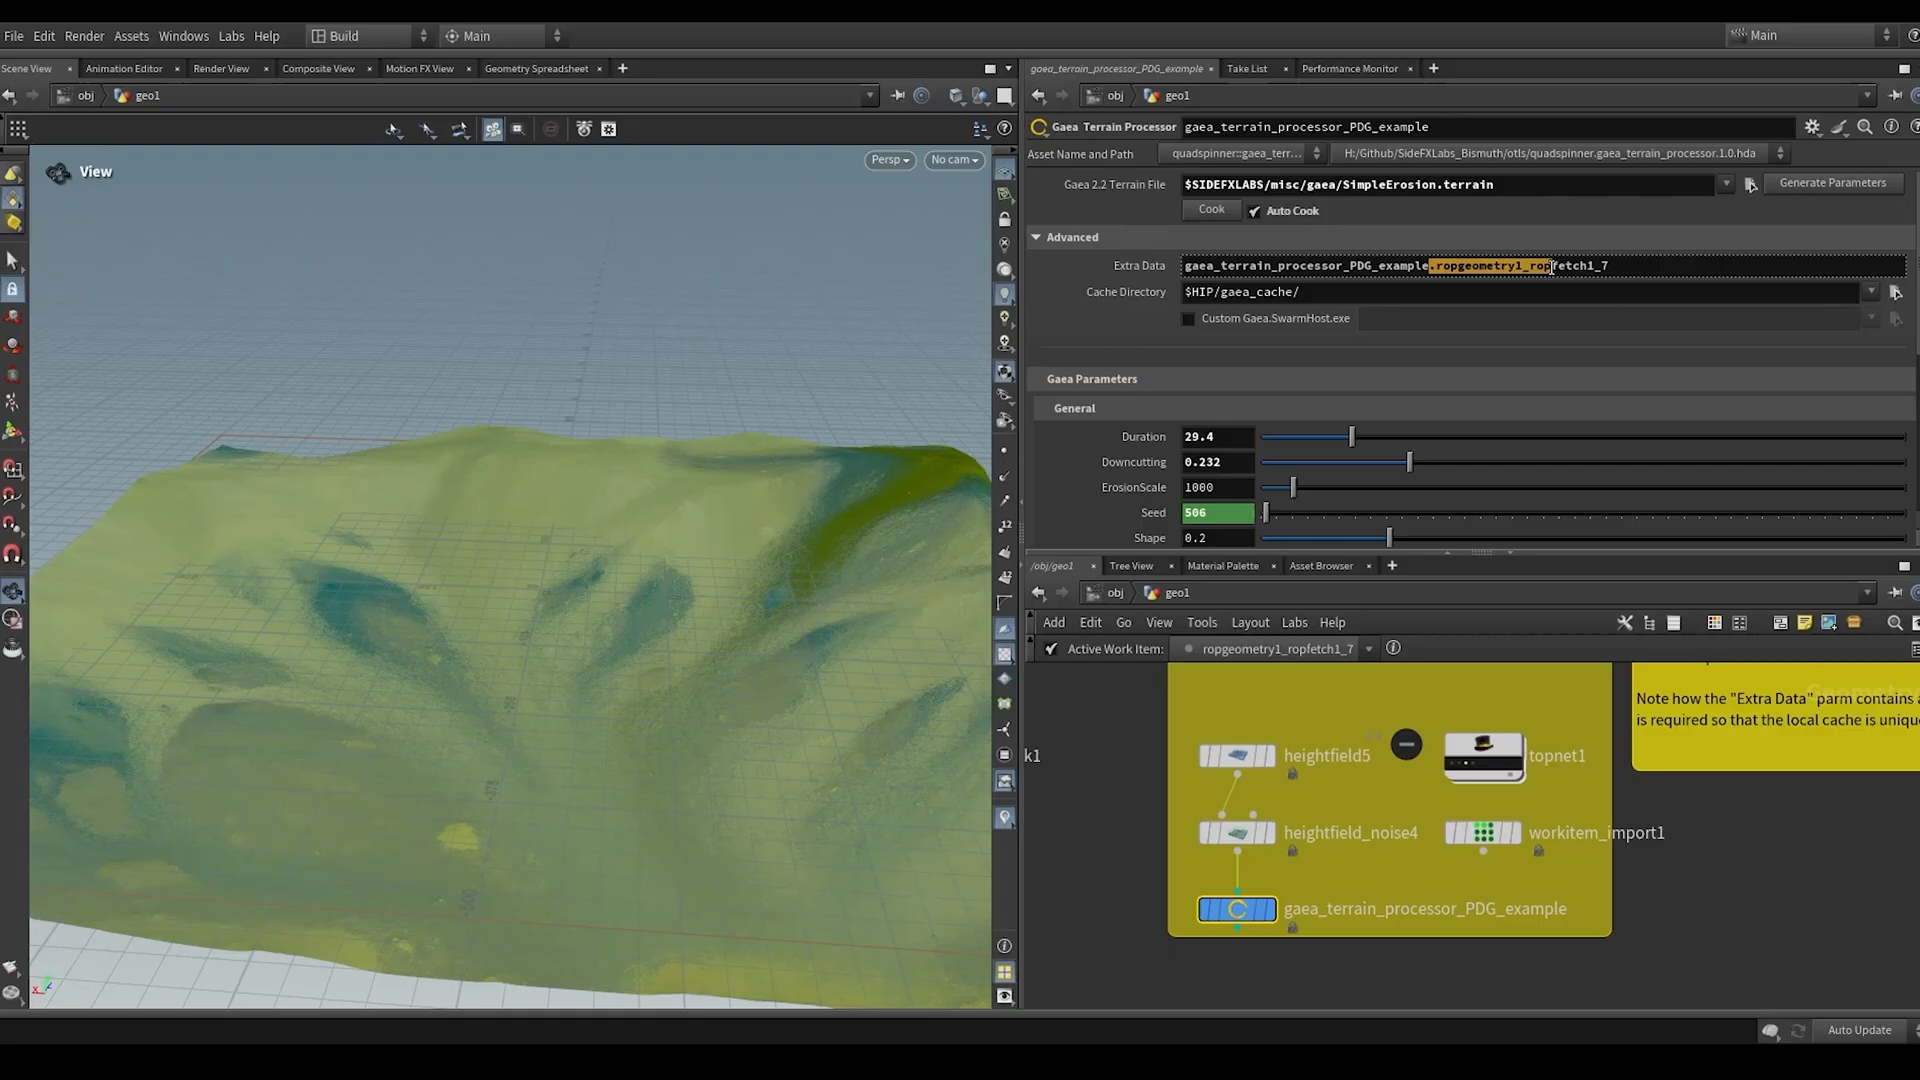 File Edit Render Assets Windows Labs Help Build Main Main
Scene View Animation Editor Render View Composite View Motion FX View Geometry Spreadsheet
obj geo1
View
Persp No cam
gaea_terrain_processor_PDG_example Take List Performance Monitor
obj geo1
Gaea Terrain Processor gaea_terrain_processor_PDG_example
Asset Name and Path quadspinner::gaea_terr... H:/Github/SideFXLabs_Bismuth/otls/quadspinner.gaea_terrain_processor.1.0.hda
Gaea 2.2 Terrain File $SIDEFXLABS/misc/gaea/SimpleErosion.terrain Generate Parameters
Cook Auto Cook
Advanced
Extra Data gaea_terrain_processor_PDG_example.ropgeometry1_ropfetch1_7
Cache Directory $HIP/gaea_cache/
Custom Gaea.SwarmHost.exe
Gaea Parameters
General
Duration 29.4
Downcutting 0.232
ErosionScale 1000
Seed 506
Shape 0.2
/obj/geo1 Tree View Material Palette Asset Browser
obj geo1
Add Edit Go View Tools Layout Labs Help
Active Work Item: ropgeometry1_ropfetch1_7
Note how the "Extra Data" parm contains a
is required so that the local cache is uniqu
heightfield5 topnet1
k1
heightfield_noise4 workitem_import1
gaea_terrain_processor_PDG_example
Auto Update